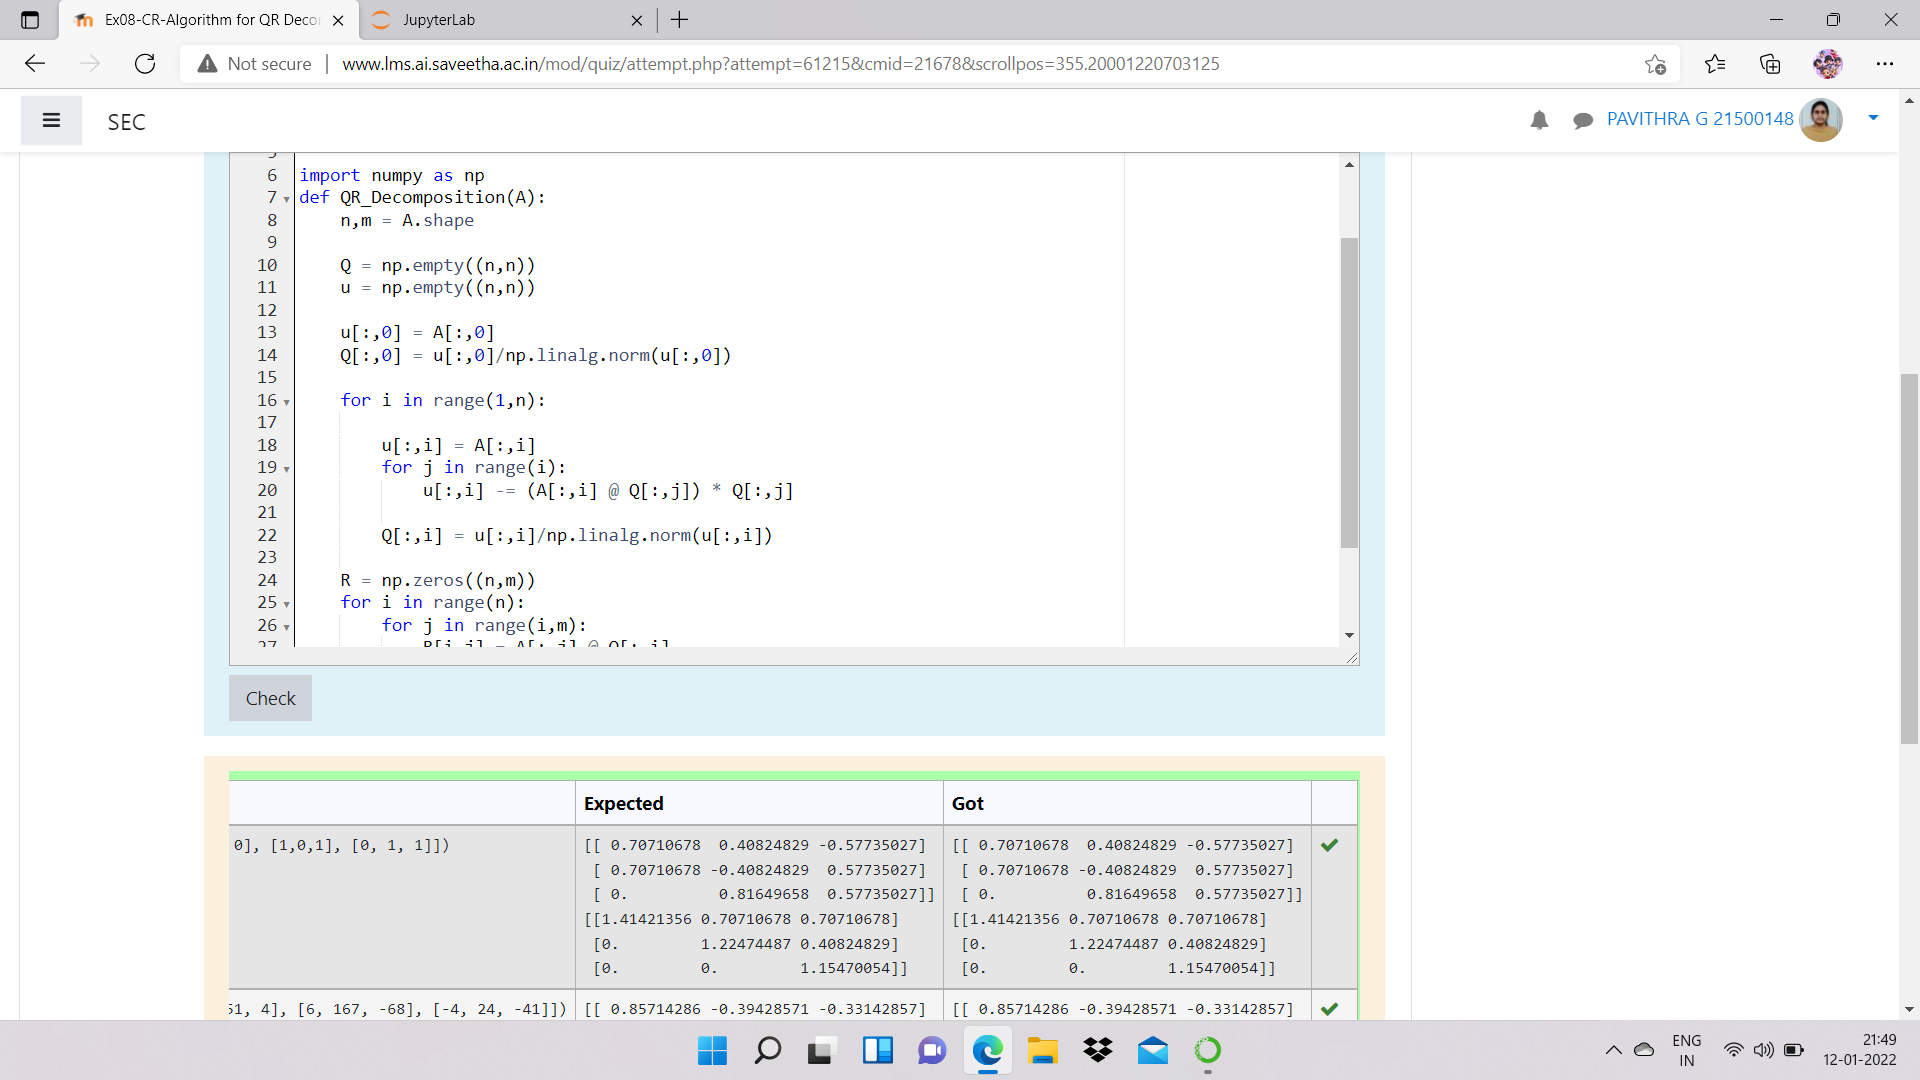 Ex08-CR-Algorithm for QR Deco
JupyterLab
Not secure
www.lms.ai.saveetha.ac.in/mod/quiz/attempt.php?attempt=61215&cmid=21678&scrollpos=355.20001220703125
SEC
PAVITHRA G 21500148
5
6 import numpy as np
7 def QR_Decomposition(A):
8 n,m = A.shape
9
10 Q = np.empty((n,n))
11 u = np.empty((n,n))
12
13 u[:,0] = A[:,0]
14 Q[:,0] = u[:,0]/np.linalg.norm(u[:,0])
15
16 for i in range(1,n):
17
18 u[:,i] = A[:,i]
19 for j in range(i):
20 u[:,i] -= (A[:,i] @ Q[:,j]) * Q[:,j]
21
22 Q[:,i] = u[:,i]/np.linalg.norm(u[:,i])
23
24 R = np.zeros((n,m))
25 for i in range(n):
26 for j in range(i,m):
27 R[i,j] = A[:,j] @ Q[:,i]
Check
Expected Got
0], [1,0,1], [0, 1, 1]]) [[ 0.70710678 0.40824829 -0.57735027] [[ 0.70710678 0.40824829 -0.57735027]
[ 0.70710678 -0.40824829 0.57735027] [ 0.70710678 -0.40824829 0.57735027]
[ 0. 0.81649658 0.57735027]] [ 0. 0.81649658 0.57735027]]
[[1.41421356 0.70710678 0.70710678] [[1.41421356 0.70710678 0.70710678]
[0. 1.22474487 0.40824829] [0. 1.22474487 0.40824829]
[0. 0. 1.15470054]] [0. 0. 1.15470054]]
51, 4], [6, 167, -68], [-4, 24, -41]]) [[ 0.85714286 -0.39428571 -0.33142857] [[ 0.85714286 -0.39428571 -0.33142857]
ENG
IN
21:49
12-01-2022